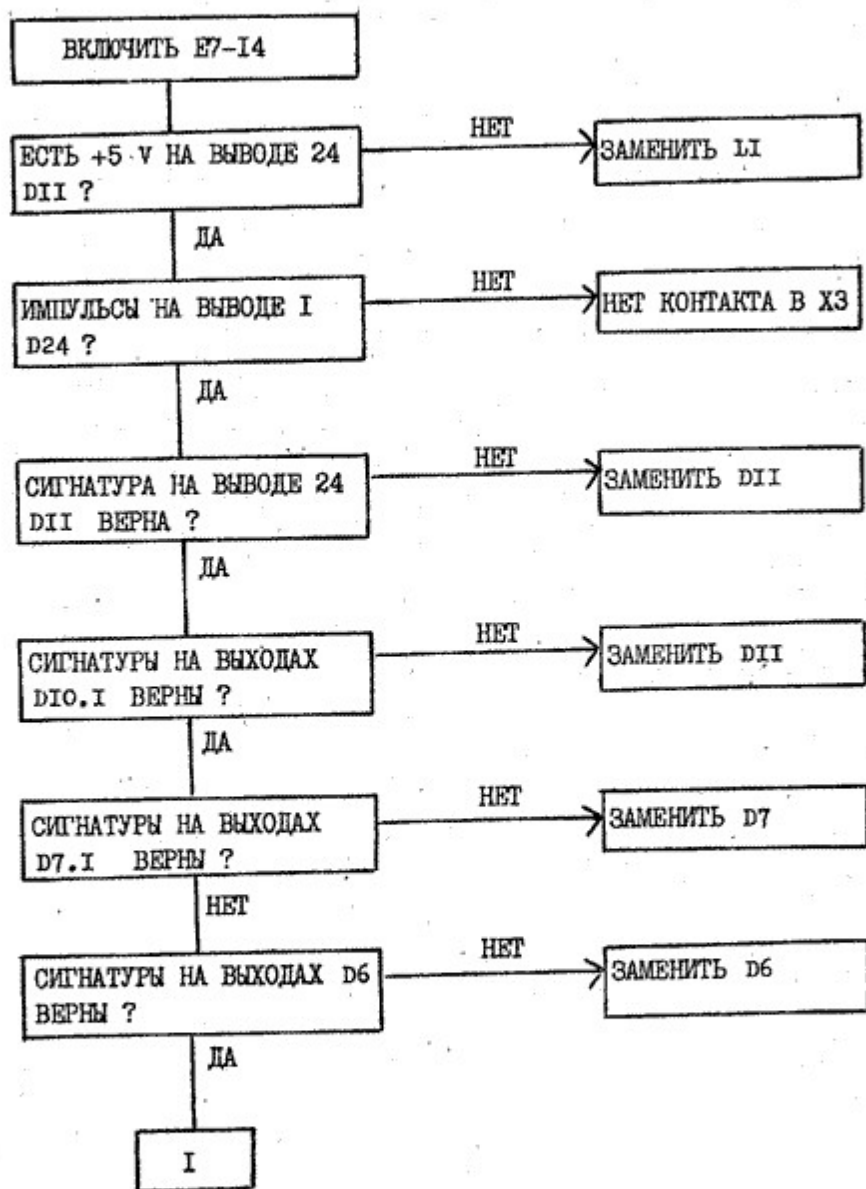 ВКЛЮЧИТЬ Е7-I4
ЕСТЬ +5 V НА ВЫВОДЕ 24
DII ?
НЕТ
ЗАМЕНИТЬ LI
ДА
ИМПУЛЬСЫ НА ВЫВОДЕ I
D24 ?
НЕТ
НЕТ КОНТАКТА В X3
ДА
СИГНАТУРА НА ВЫВОДЕ 24
DII ВЕРНА ?
НЕТ
ЗАМЕНИТЬ DII
ДА
СИГНАТУРЫ НА ВЫХОДАХ
DIO.I ВЕРНЫ ?
НЕТ
ЗАМЕНИТЬ DII
ДА
СИГНАТУРЫ НА ВЫХОДАХ
D7.I ВЕРНЫ ?
НЕТ
ЗАМЕНИТЬ D7
НЕТ
СИГНАТУРЫ НА ВЫХОДАХ D6
ВЕРНЫ ?
НЕТ
ЗАМЕНИТЬ D6
ДА
I